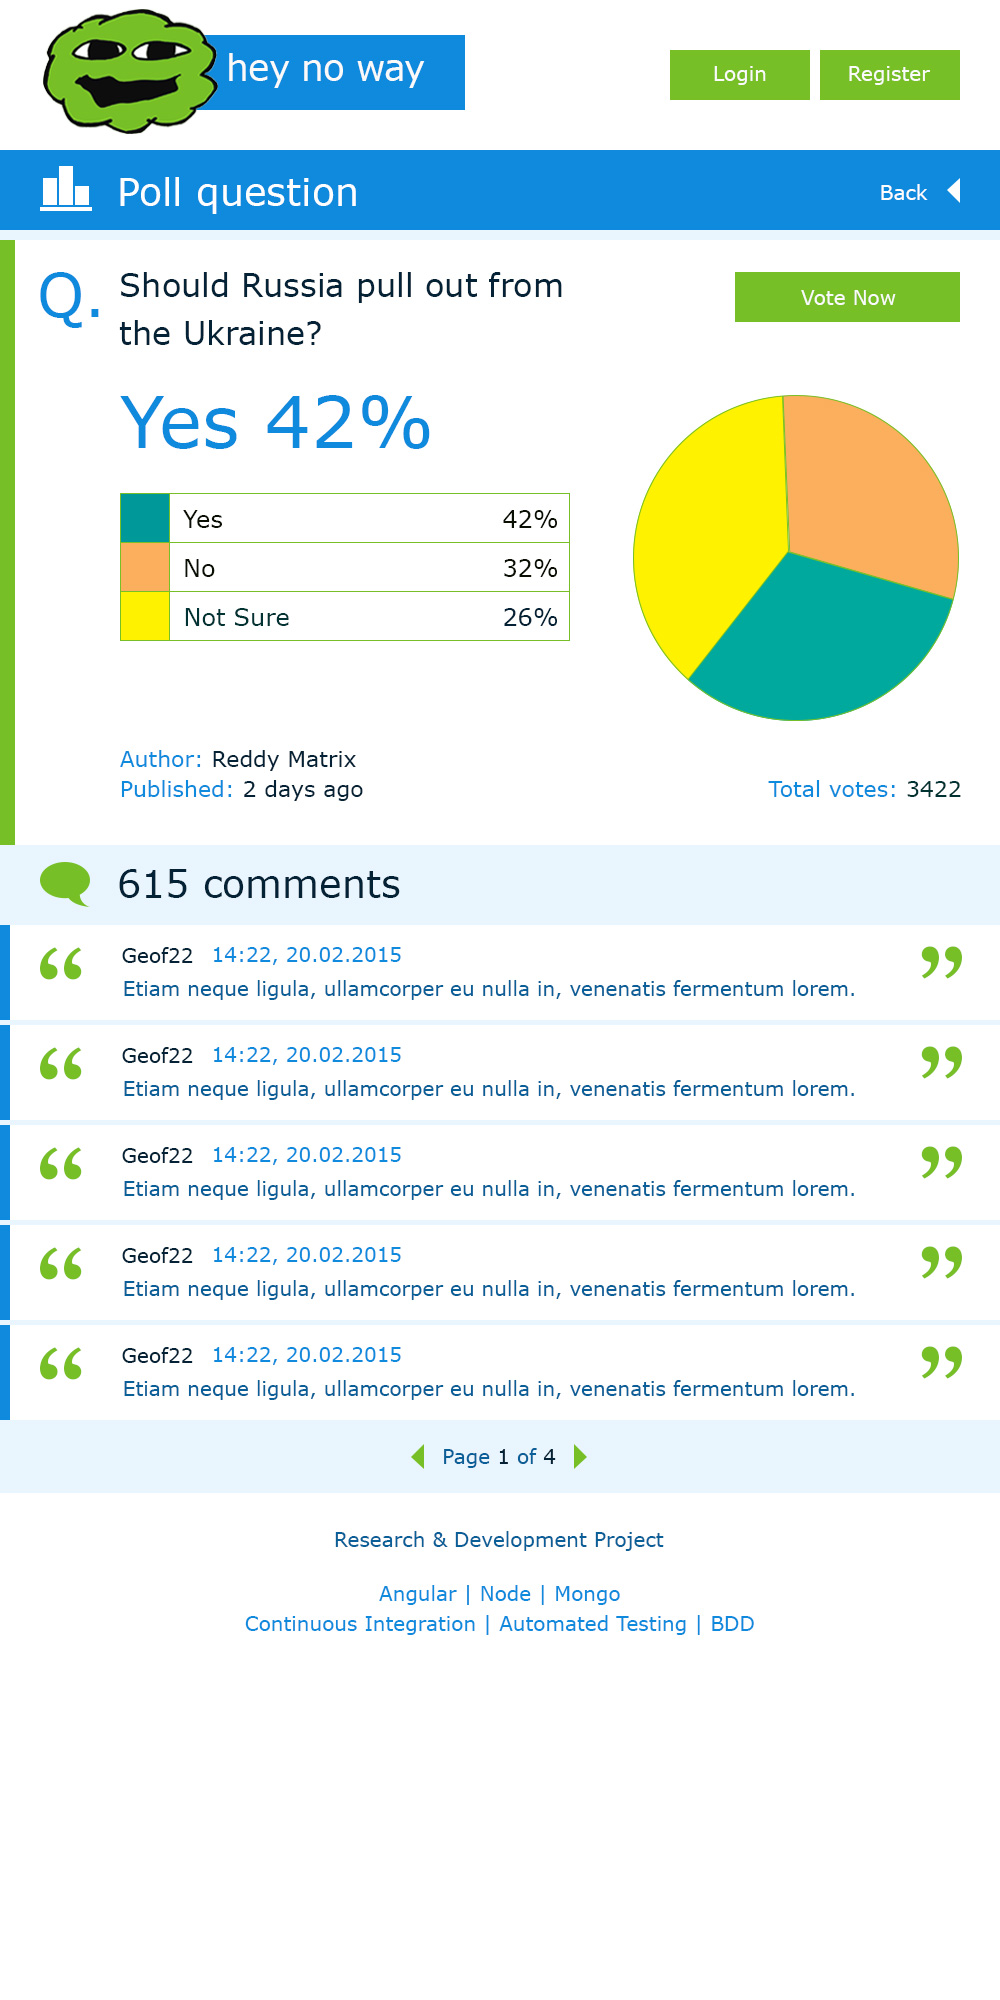 hey no way
Login
Register
Poll question
Back
Q.
Should Russia pull out from
the Ukraine?
Vote Now
Yes 42%
Yes 42%
No 32%
Not Sure 26%
Author: Reddy Matrix
Published: 2 days ago
Total votes: 3422
615 comments
“ Geof22 14:22, 20.02.2015 ”
Etiam neque ligula, ullamcorper eu nulla in, venenatis fermentum lorem.
“ Geof22 14:22, 20.02.2015 ”
Etiam neque ligula, ullamcorper eu nulla in, venenatis fermentum lorem.
“ Geof22 14:22, 20.02.2015 ”
Etiam neque ligula, ullamcorper eu nulla in, venenatis fermentum lorem.
“ Geof22 14:22, 20.02.2015 ”
Etiam neque ligula, ullamcorper eu nulla in, venenatis fermentum lorem.
“ Geof22 14:22, 20.02.2015 ”
Etiam neque ligula, ullamcorper eu nulla in, venenatis fermentum lorem.
Page 1 of 4
Research & Development Project
Angular | Node | Mongo
Continuous Integration | Automated Testing | BDD